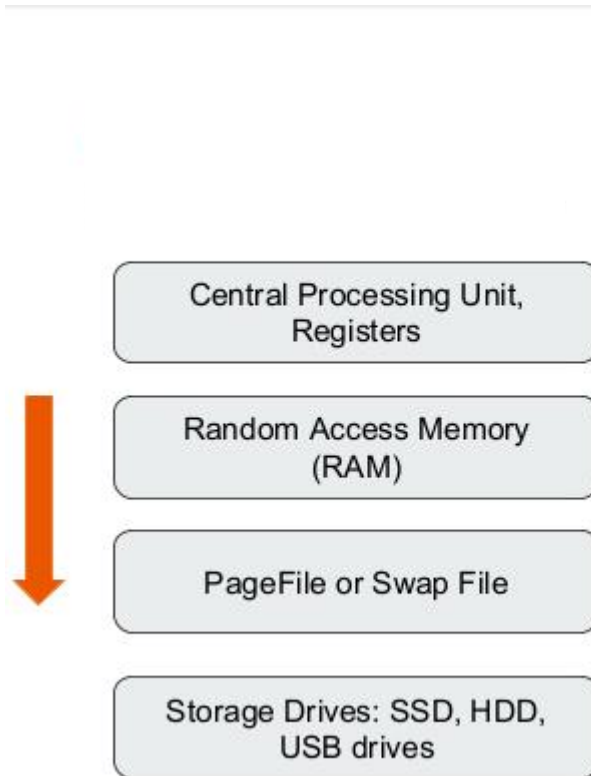 Central Processing Unit,
Registers
Random Access Memory
(RAM)
PageFile or Swap File
Storage Drives: SSD, HDD,
USB drives